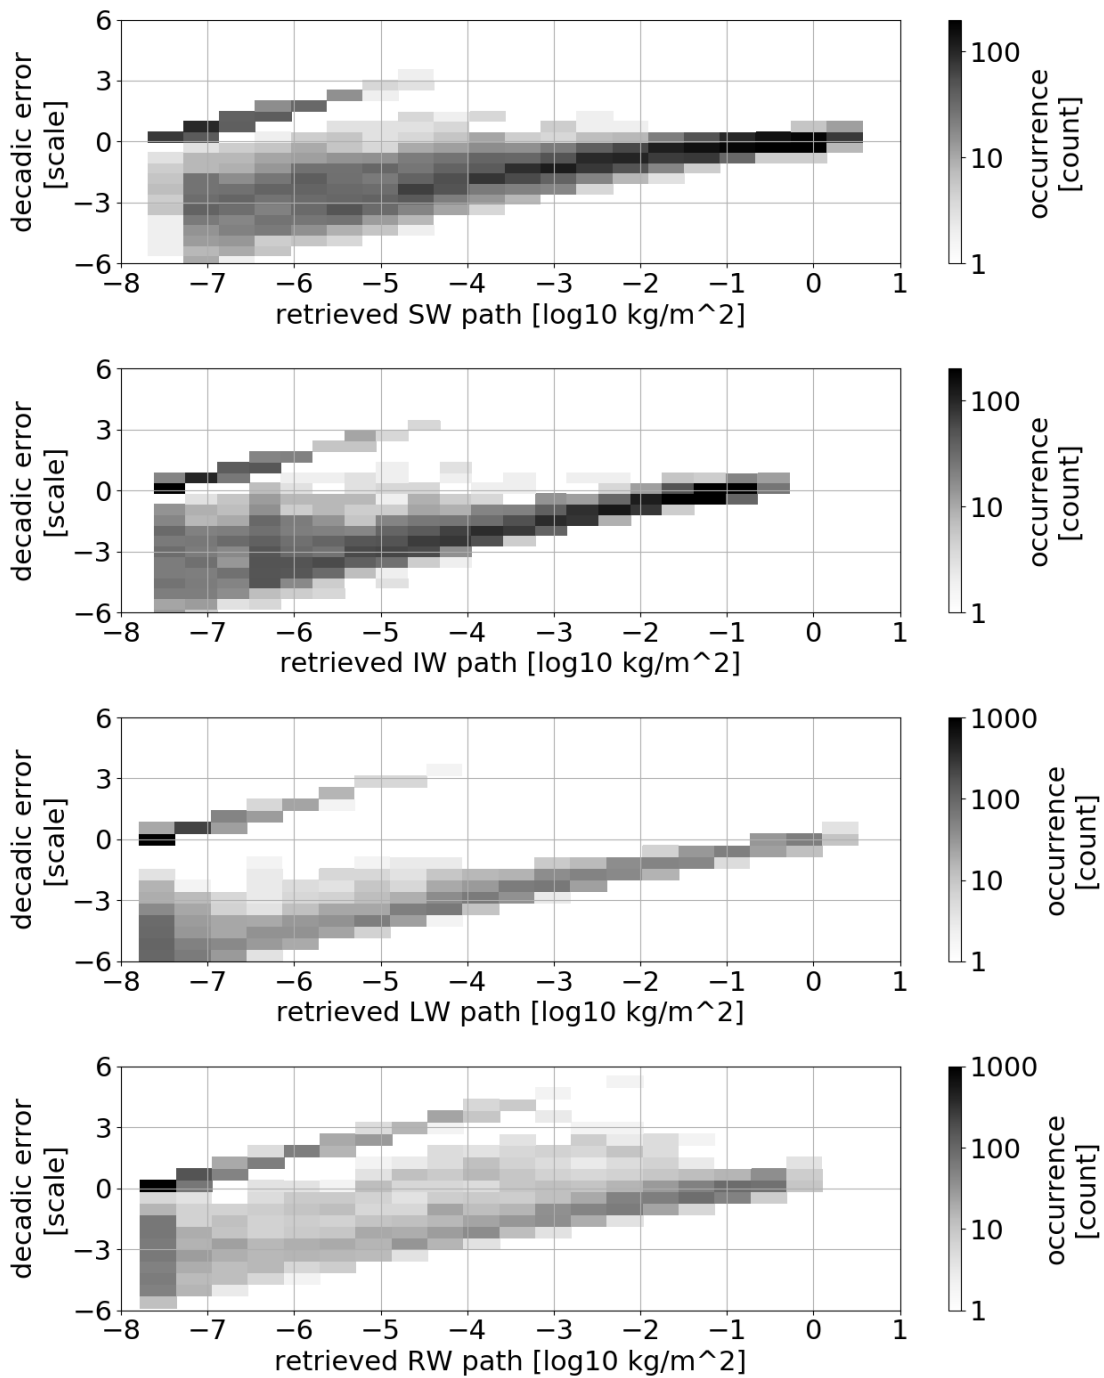 6
3
0
−3
−6
decadic error
[scale]
−8 −7 −6 −5 −4 −3 −2 −1 0 1
retrieved SW path [log10 kg/m^2]
100
10
1
occurrence
[count]
6
3
0
−3
−6
decadic error
[scale]
−8 −7 −6 −5 −4 −3 −2 −1 0 1
retrieved IW path [log10 kg/m^2]
100
10
1
occurrence
[count]
6
3
0
−3
−6
decadic error
[scale]
−8 −7 −6 −5 −4 −3 −2 −1 0 1
retrieved LW path [log10 kg/m^2]
1000
100
10
1
occurrence
[count]
6
3
0
−3
−6
decadic error
[scale]
−8 −7 −6 −5 −4 −3 −2 −1 0 1
retrieved RW path [log10 kg/m^2]
1000
100
10
1
occurrence
[count]